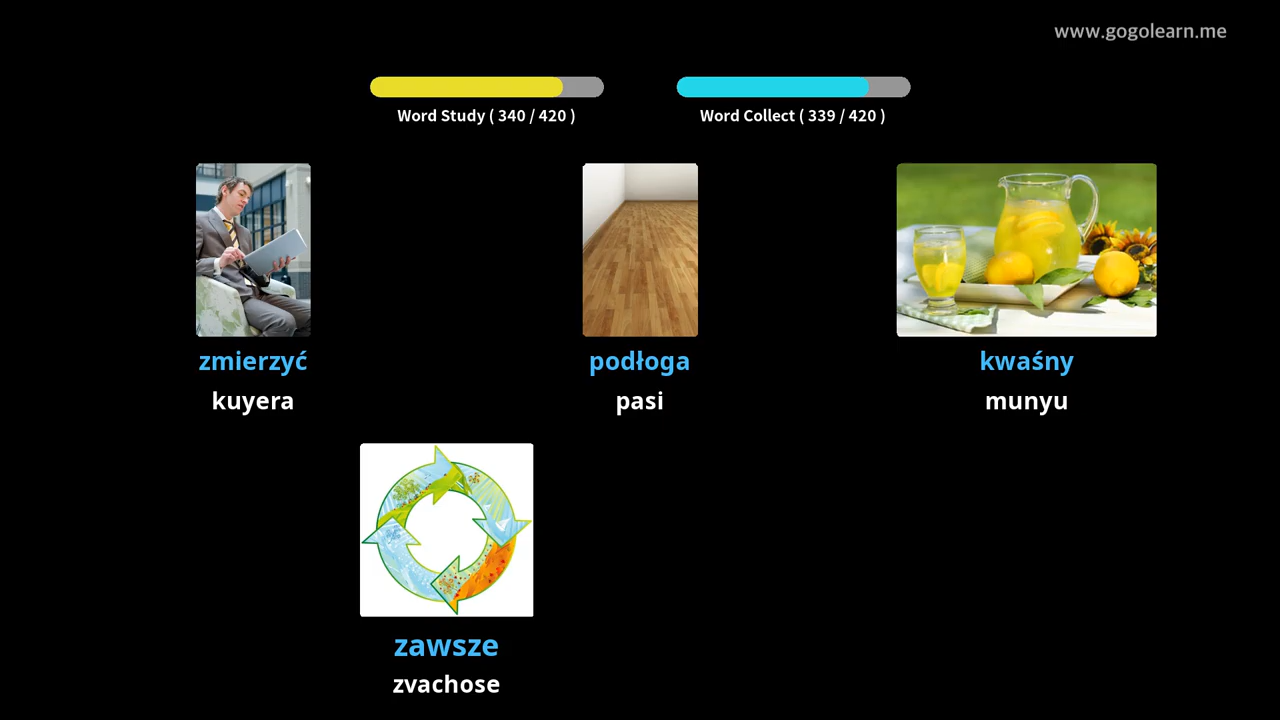 www.gogolearn.me
Word Study ( 340 / 420 )
Word Collect ( 339 / 420 )
zmierzyć
kuyera
podłoga
pasi
kwaśny
munyu
zawsze
zvachose